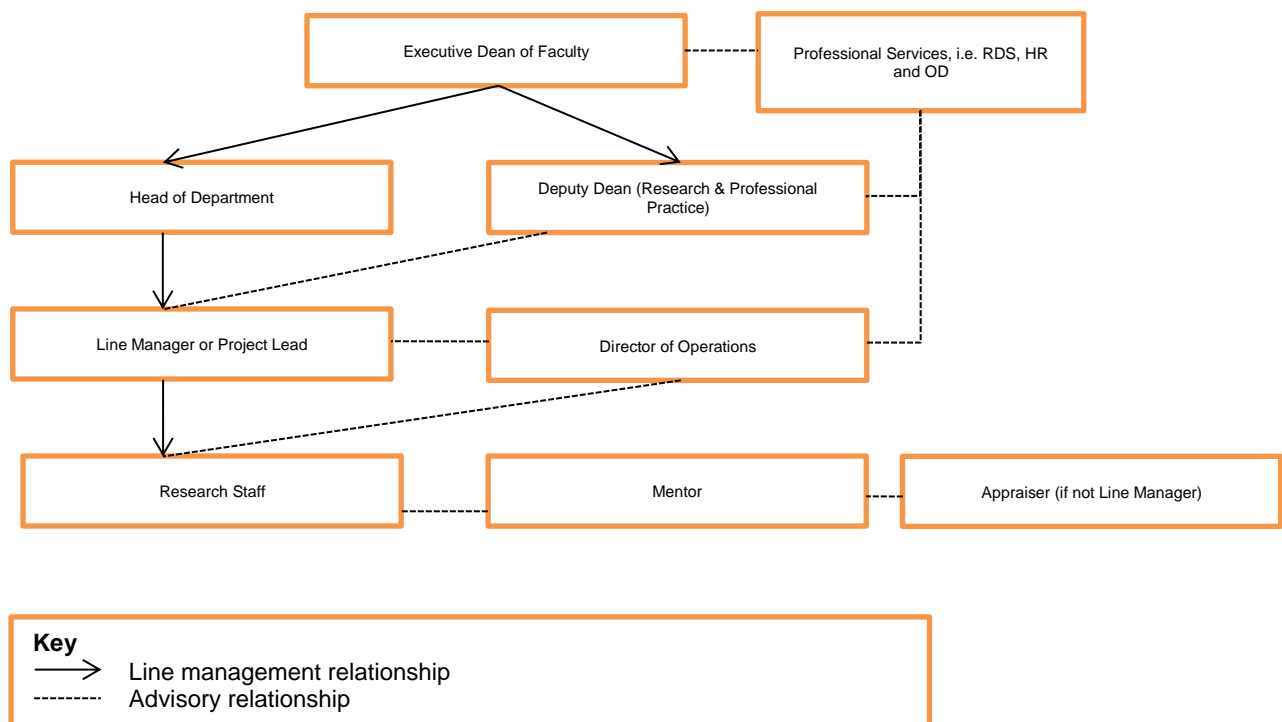 Executive Dean of Faculty
Professional Services, i.e. RDS, HR
and OD
Head of Department
Deputy Dean (Research & Professional
Practice)
Line Manager or Project Lead
Director of Operations
Research Staff
Mentor
Appraiser (if not Line Manager)
Key
Line management relationship
Advisory relationship